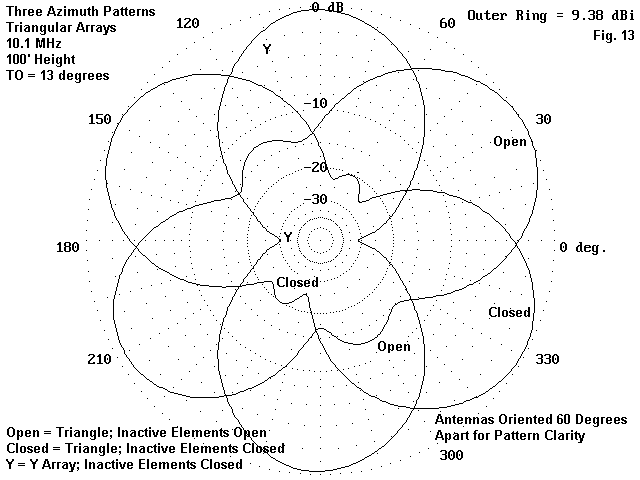 Three Azimuth Patterns
Triangular Arrays
10.1 MHz
100' Height
TO = 13 degrees
120
0 dB
60
Outer Ring = 9.38 dBi
Fig. 13
Y
-10
150
30
Open
-20
-30
180
Y
0 deg.
Closed
Closed
Open
210
330
Antennas Oriented 60 Degrees
Apart for Pattern Clarity
300
Open = Triangle; Inactive Elements Open
Closed = Triangle; Inactive Elements Closed
Y = Y Array; Inactive Elements Closed